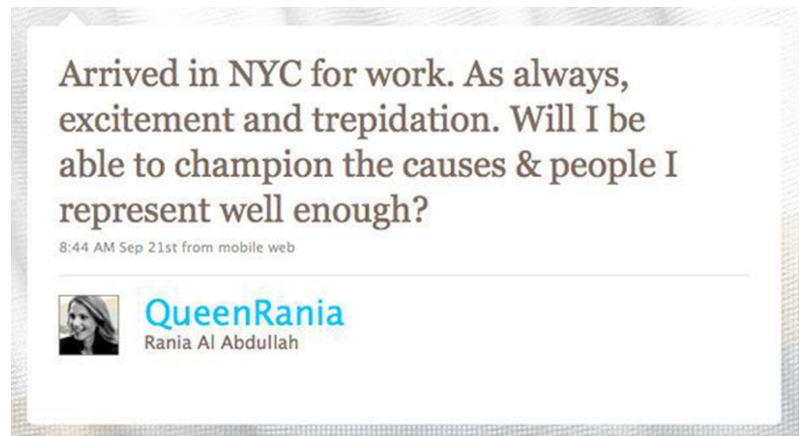 Arrived in NYC for work. As always,
excitement and trepidation. Will I be
able to champion the causes & people I
represent well enough?
8:44 AM Sep 21st from mobile web
QueenRania
Rania Al Abdullah